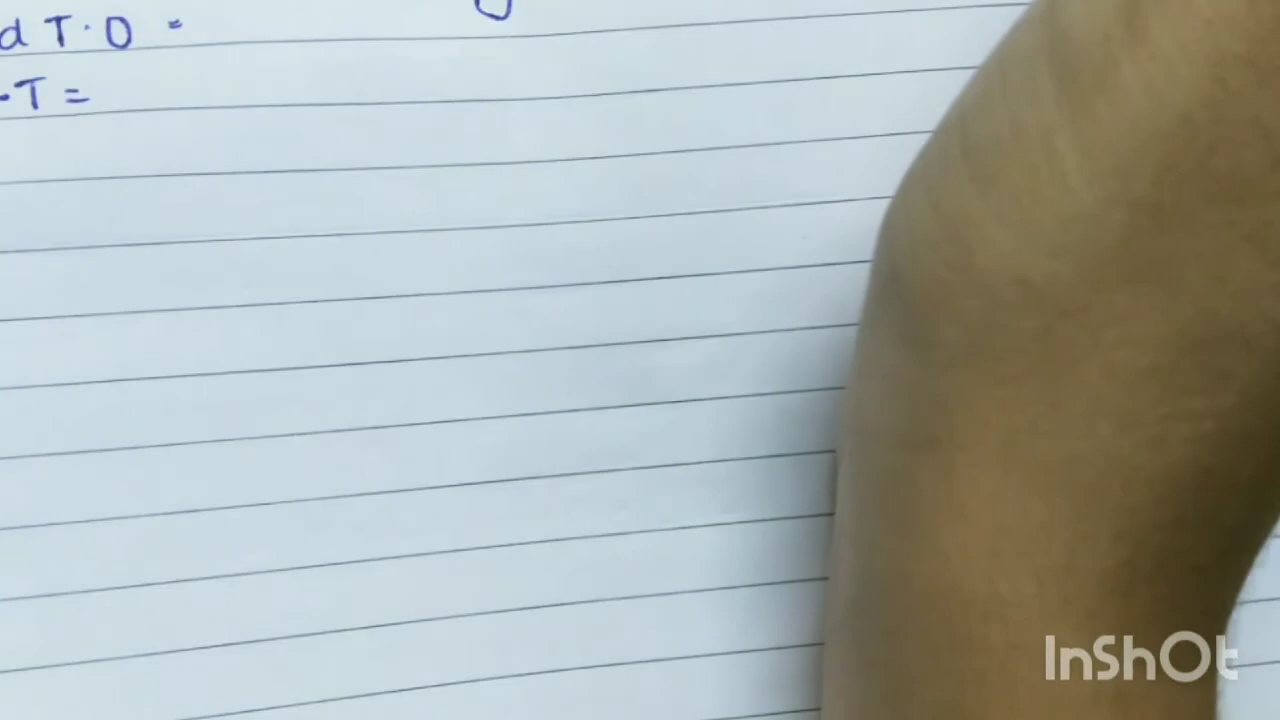 d T.O =
.T =
InShOt